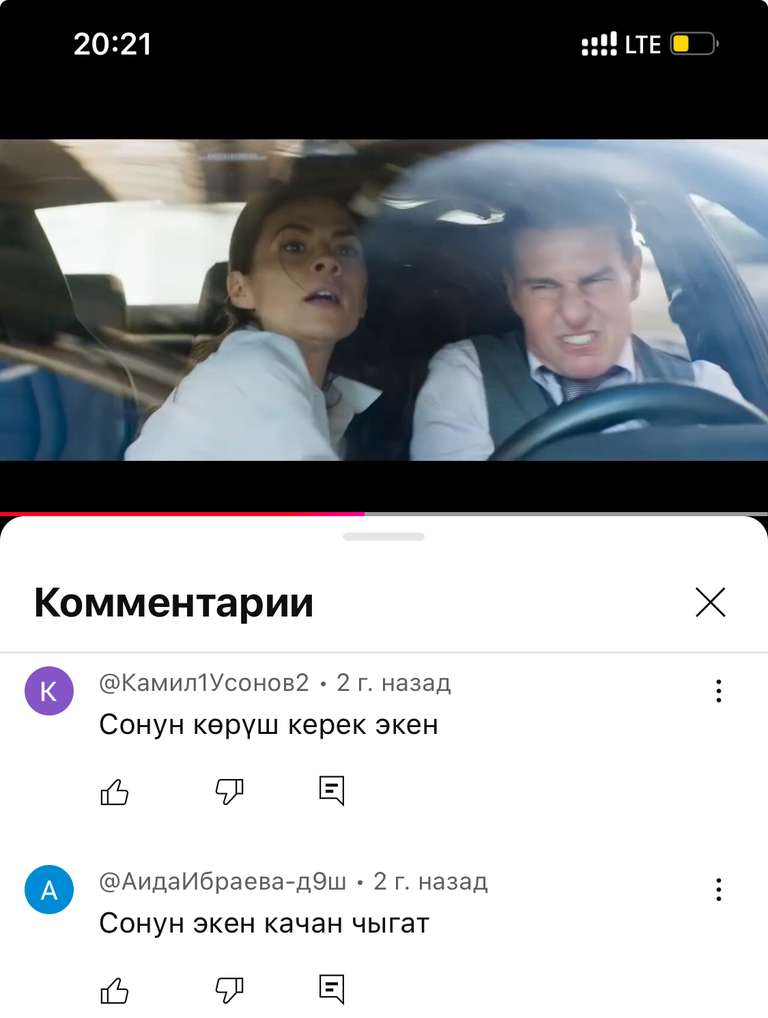 20:21
LTE
Комментарии
К
@Камил1Усонов2 • 2 г. назад
Сонун көрүш керек экен
А
@АидаИбраева-д9ш • 2 г. назад
Сонун экен качан чыгат